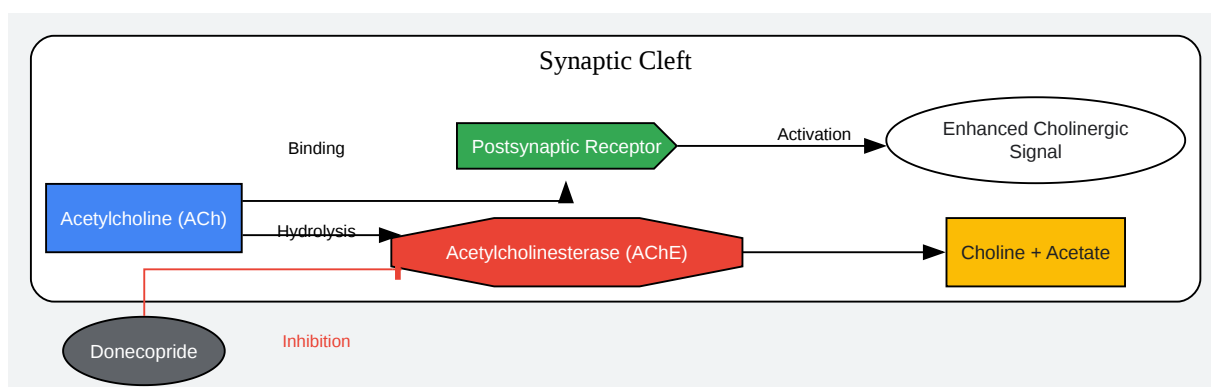 Synaptic Cleft
Binding
Postsynaptic Receptor
Activation
Enhanced Cholinergic
Signal
Acetylcholine (ACh)
Hydrolysis
Acetylcholinesterase (AChE)
Choline + Acetate
Donecopride
Inhibition